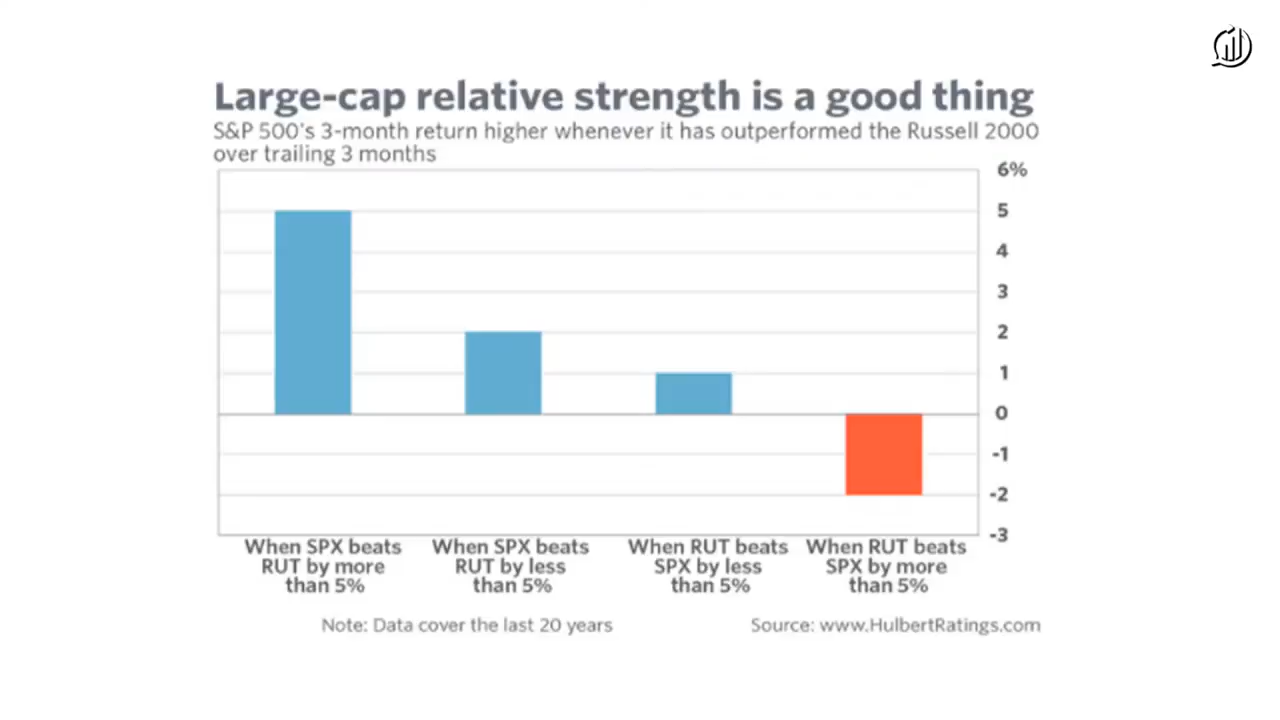 Large-cap relative strength is a good thing
S&P 500's 3-month return higher whenever it has outperformed the Russell 2000
over trailing 3 months
6%
5
4
3
2
1
0
-1
-2
-3
When SPX beats
RUT by more
than 5%
When SPX beats
RUT by less
than 5%
When RUT beats
SPX by less
than 5%
When RUT beats
SPX by more
than 5%
Note: Data cover the last 20 years
Source: www.HulbertRatings.com